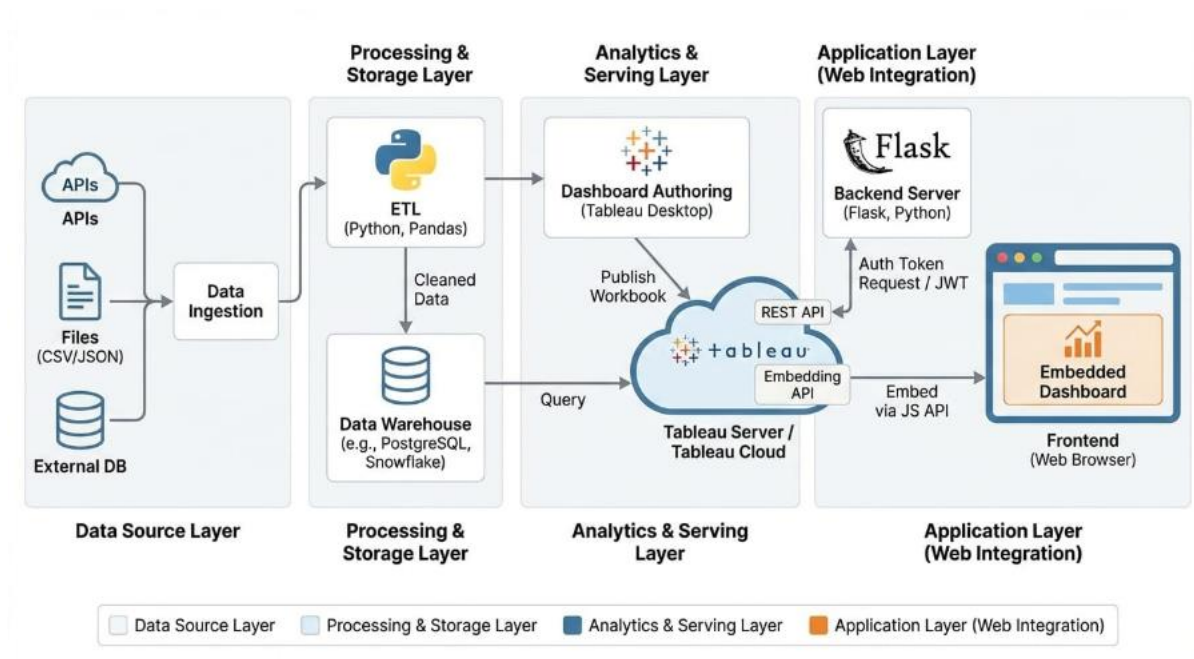 Processing &
Storage Layer
Analytics &
Serving Layer
Application Layer
(Web Integration)
APIs
APIs
Files
(CSV/JSON)
External DB
Data
Ingestion
ETL
(Python, Pandas)
Cleaned
Data
Data Warehouse
(e.g., PostgreSQL,
Snowflake)
Query
Dashboard Authoring
(Tableau Desktop)
Publish
Workbook
REST API
+ableau
Embedding
API
Tableau Server /
Tableau Cloud
Flask
Backend Server
(Flask, Python)
Auth Token
Request / JWT
Embed
via JS API
Embedded
Dashboard
Frontend
(Web Browser)
Data Source Layer
Processing &
Storage Layer
Analytics & Serving
Layer
Application Layer
(Web Integration)
Data Source Layer
Processing & Storage Layer
Analytics & Serving Layer
Application Layer (Web Integration)